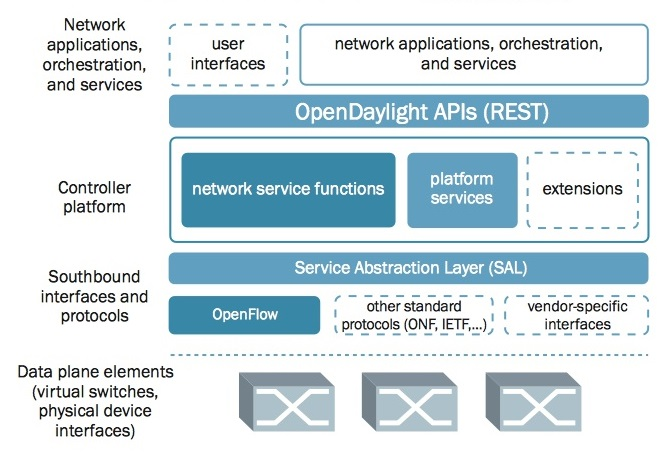 Network
applications,
orchestration,
and services
user
interfaces
network applications, orchestration,
and services
OpenDaylight APIs (REST)
Controller
platform
network service functions
platform
services
extensions
Southbound
interfaces and
protocols
Service Abstraction Layer (SAL)
OpenFlow
other standard
protocols (ONF, IETF,...)
vendor-specific
interfaces
Data plane elements
(virtual switches,
physical device
interfaces)